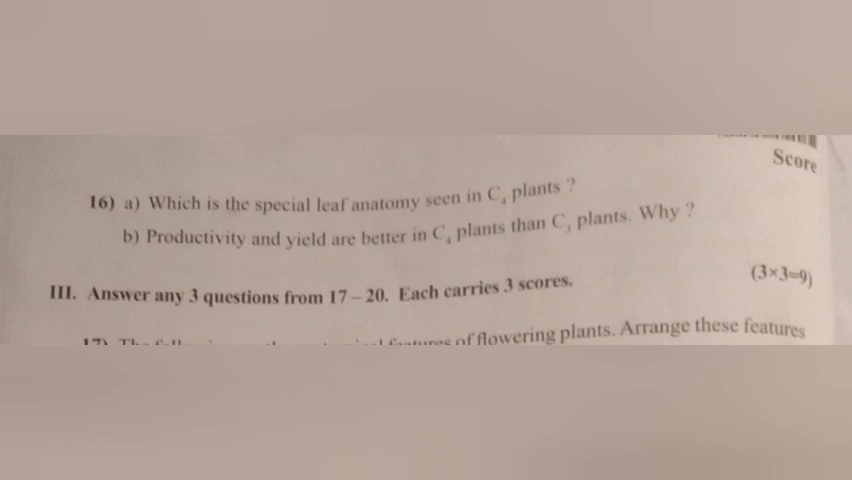 Score
16) a) Which is the special leaf anatomy seen in C₄ plants ?
b) Productivity and yield are better in C₄ plants than C₃ plants. Why ?
III. Answer any 3 questions from 17 – 20. Each carries 3 scores.
(3×3=9)
17) The of flowering plants. Arrange these features